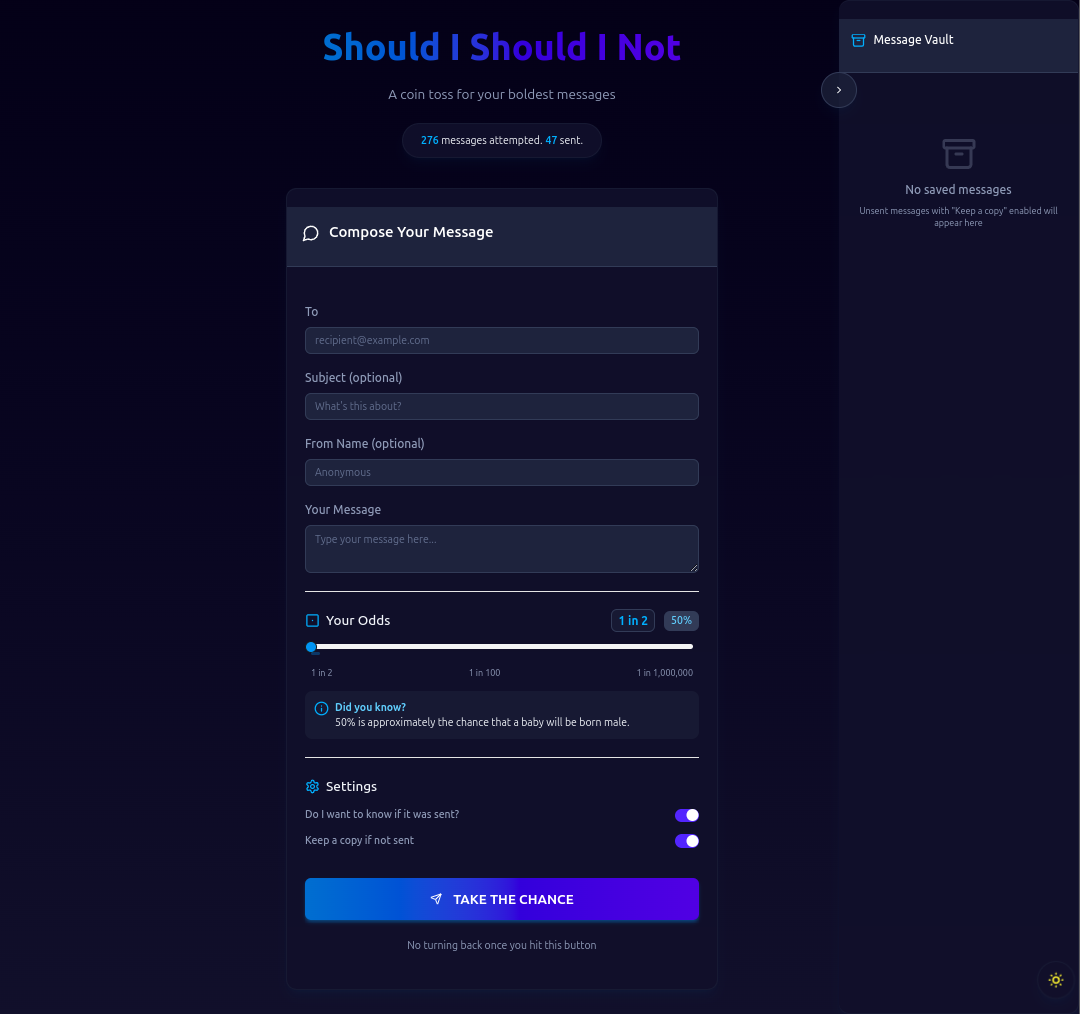 Should I Should I Not
A coin toss for your boldest messages
276 messages attempted. 47 sent.
Compose Your Message
To
recipient@example.com
Subject (optional)
What's this about?
From Name (optional)
Anonymous
Your Message
Type your message here...
Your Odds
1 in 2
50%
1 in 2
1 in 100
1 in 1,000,000
Did you know?
50% is approximately the chance that a baby will be born male.
Settings
Do I want to know if it was sent?
Keep a copy if not sent
TAKE THE CHANCE
No turning back once you hit this button
Message Vault
No saved messages
Unsent messages with "Keep a copy" enabled will
appear here